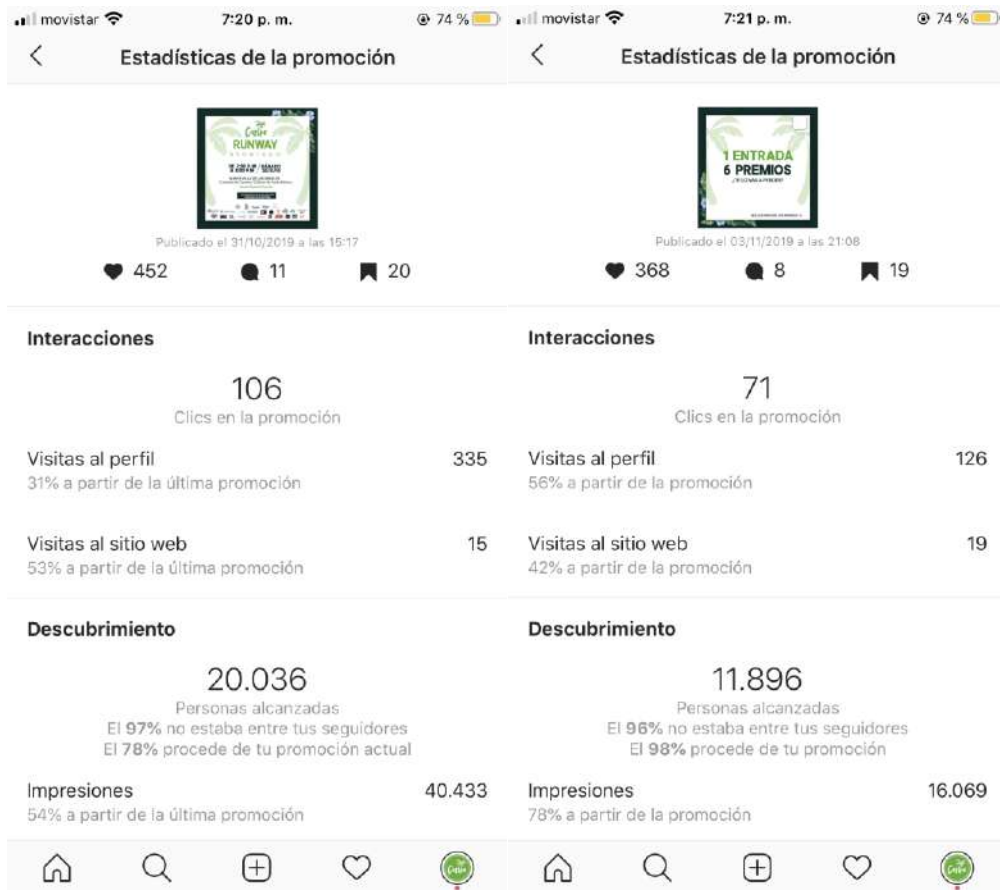 movistar 7:20 p. m. 74 %
Estadísticas de la promoción
Caribe
RUNWAY
Publicado el 31/10/2019 a las 15:17
452 11 20
Interacciones
106
Clics en la promoción
Visitas al perfil 335
31% a partir de la última promoción
Visitas al sitio web 15
53% a partir de la última promoción
Descubrimiento
20.036
Personas alcanzadas
El 97% no estaba entre tus seguidores
El 78% procede de tu promoción actual
Impresiones 40.433
54% a partir de la última promoción
movistar 7:21 p. m. 74 %
Estadísticas de la promoción
1 ENTRADA
6 PREMIOS
Publicado el 03/11/2019 a las 21:08
368 8 19
Interacciones
71
Clics en la promoción
Visitas al perfil 126
56% a partir de la promoción
Visitas al sitio web 19
42% a partir de la promoción
Descubrimiento
11.896
Personas alcanzadas
El 96% no estaba entre tus seguidores
El 98% procede de tu promoción
Impresiones 16.069
78% a partir de la promoción